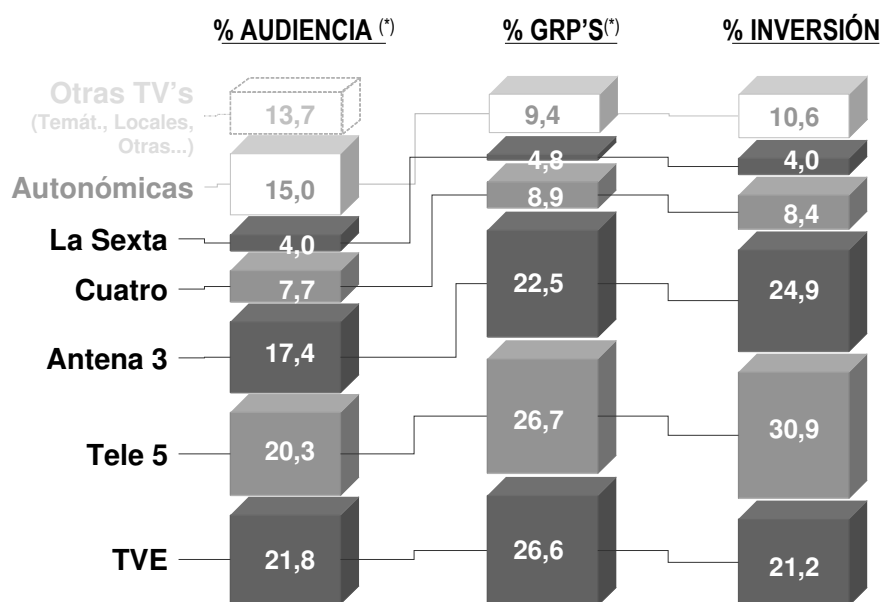 % AUDIENCIA (*) % GRP'S(*) % INVERSIÓN
Otras TV's
(Temát., Locales,
Otras...)
13,7
Autonómicas 15,0 9,4 10,6
La Sexta 4,0 4,8 4,0
Cuatro 7,7 8,9 8,4
Antena 3 17,4 22,5 24,9
Tele 5 20,3 26,7 30,9
TVE 21,8 26,6 21,2